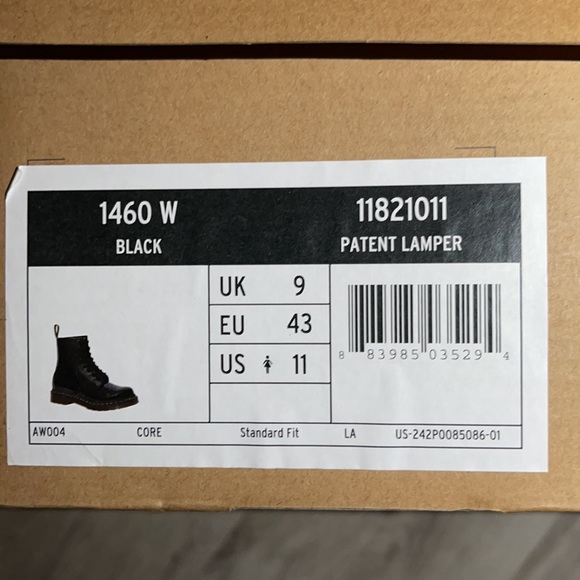 1460 W
BLACK
11821011
PATENT LAMPER
UK 9
EU 43
US 11
8 83985 03529 4
AW004 CORE Standard Fit LA US-242P0085086-01